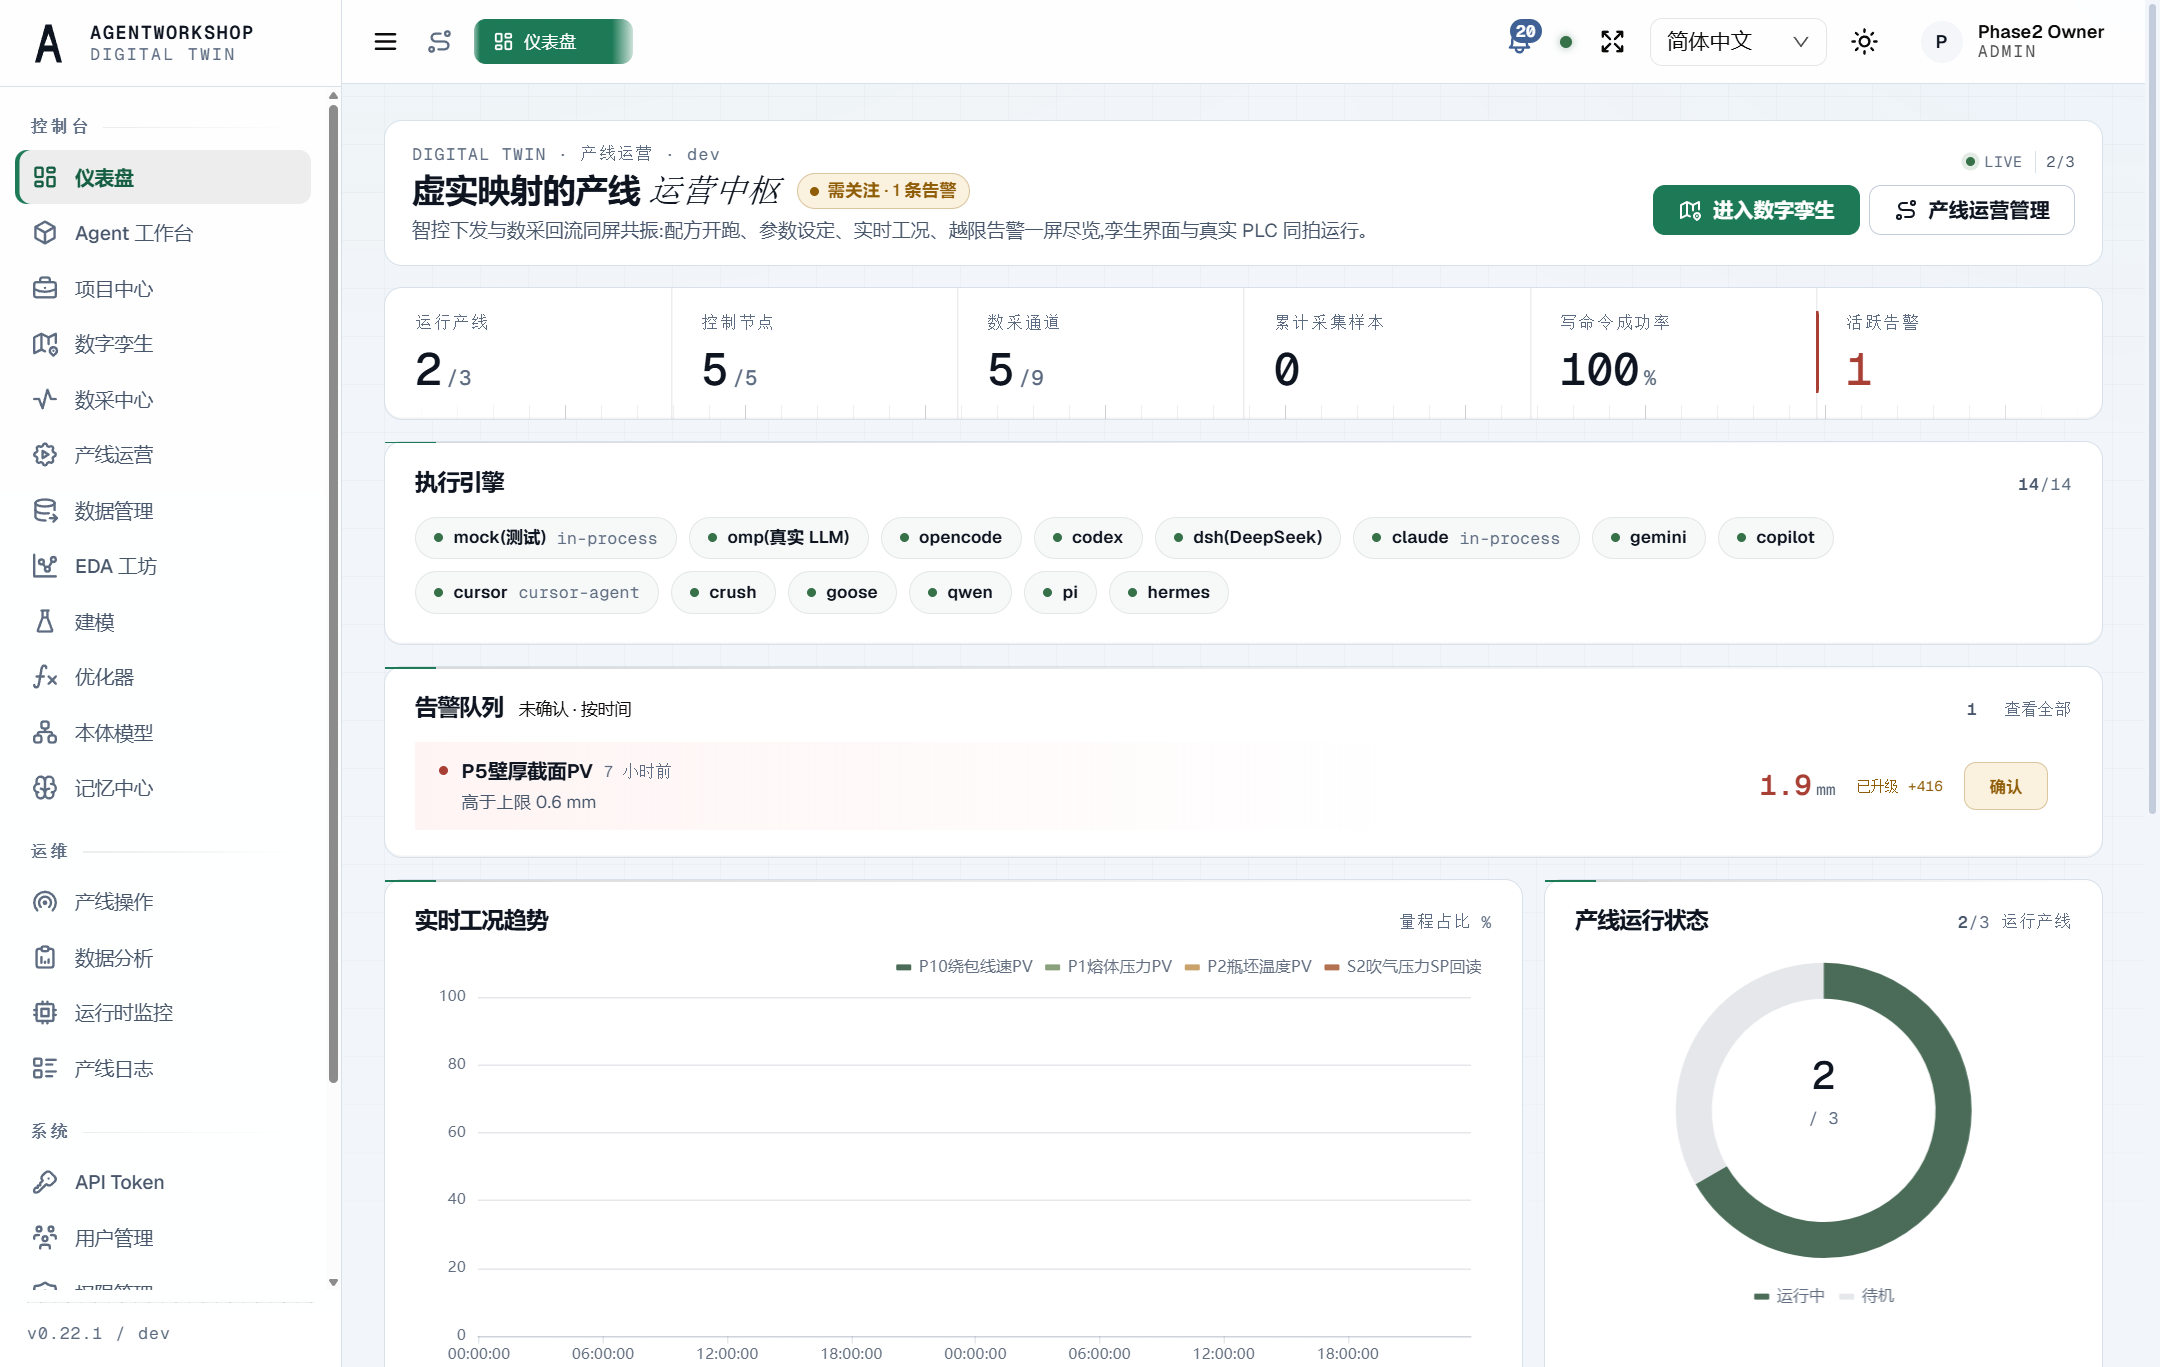 AGENTWORKSHOP
DIGITAL TWIN
控制台
仪表盘
Agent 工作台
项目中心
数字孪生
数采中心
产线运营
数据管理
EDA 工坊
建模
优化器
本体模型
记忆中心
运维
产线操作
数据分析
运行时监控
产线日志
系统
API Token
用户管理
v0.22.1 / dev
仪表盘
20
简体中文
P
Phase2 Owner
ADMIN
DIGITAL TWIN · 产线运营 · dev
虚实映射的产线 运营中枢
需关注 · 1 条告警
智控下发与数采回流同屏共振:配方开跑、参数设定、实时工况、越限告警一屏尽览,孪生界面与真实 PLC 同拍运行。
LIVE 2/3
进入数字孪生
产线运营管理
运行产线
2 /3
控制节点
5 /5
数采通道
5 /9
累计采集样本
0
写命令成功率
100 %
活跃告警
1
执行引擎
14/14
mock(测试) in-process
omp(真实 LLM)
opencode
codex
dsh(DeepSeek)
claude in-process
gemini
copilot
cursor cursor-agent
crush
goose
qwen
pi
hermes
告警队列 未确认 · 按时间
1 查看全部
P5壁厚截面PV 7 小时前
高于上限 0.6 mm
1.9 mm
已升级 +416
确认
实时工况趋势
量程占比 %
P10绕包线速PV
P1熔体压力PV
P2瓶坯温度PV
S2吹气压力SP回读
100
80
60
40
20
0
00:00:00
06:00:00
12:00:00
18:00:00
00:00:00
06:00:00
12:00:00
18:00:00
产线运行状态
2/3 运行产线
2
/ 3
运行中
待机